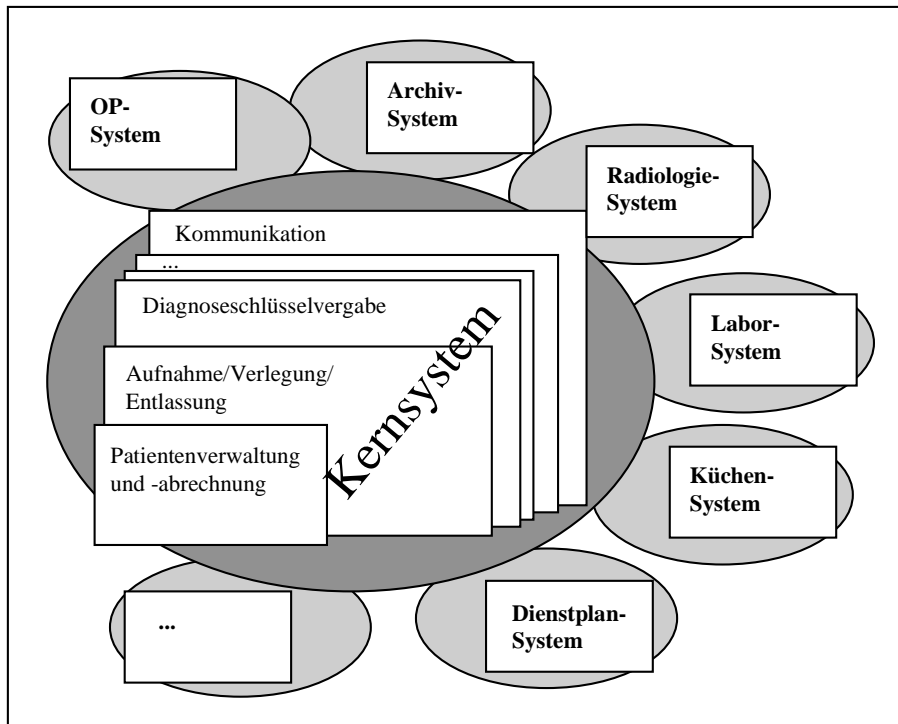 OP-
System
Archiv-
System
Radiologie-
System
Kommunikation
...
Diagnoseschlüsselvergabe
Aufnahme/Verlegung/
Entlassung
Patientenverwaltung
und -abrechnung
Kernsystem
Labor-
System
Küchen-
System
Dienstplan-
System
...